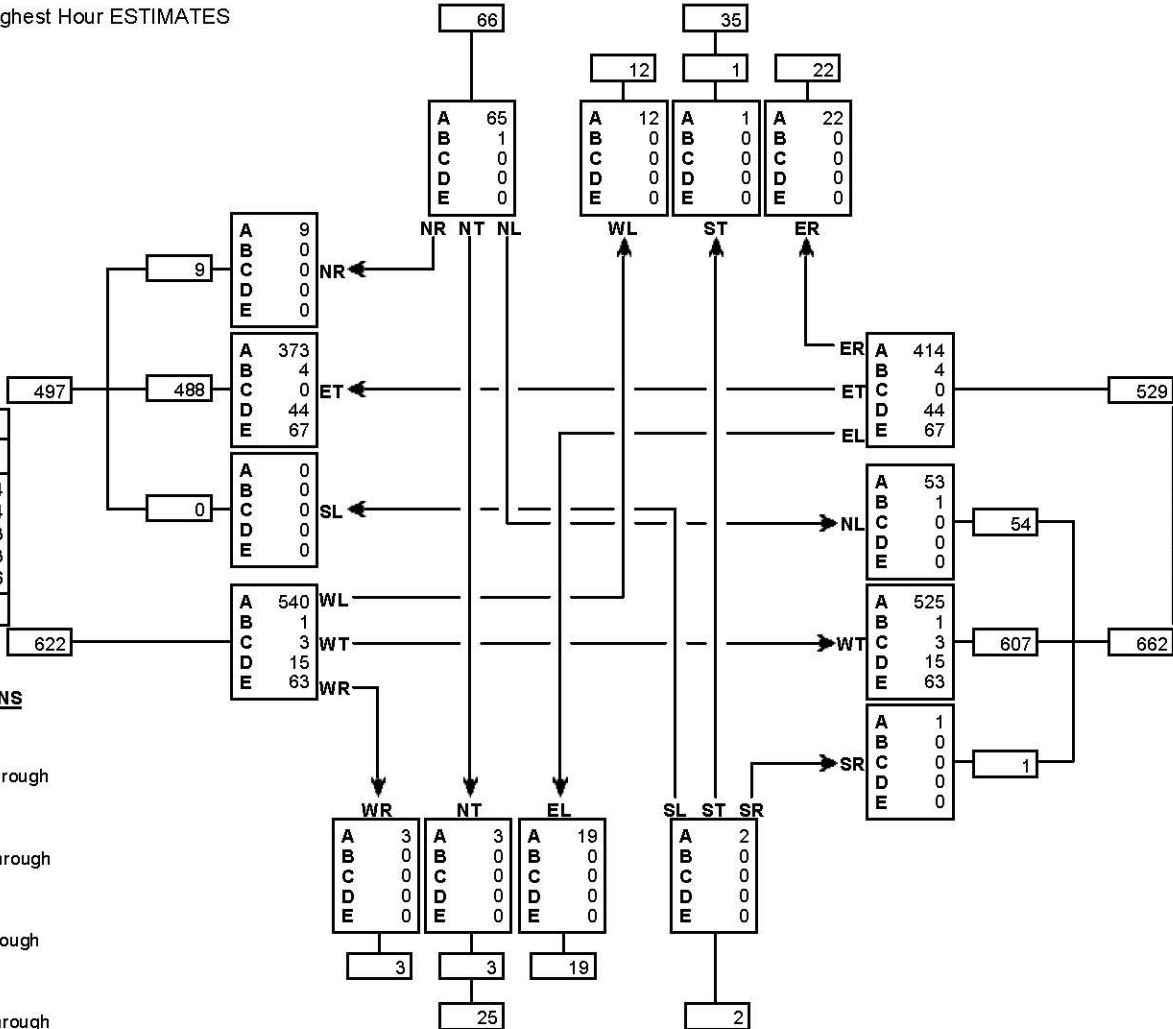 ghest Hour ESTIMATES
66
35
12
1
22
A 65
B 1
C 0
D 0
E 0
A 12
B 0
C 0
D 0
E 0
A 1
B 0
C 0
D 0
E 0
A 22
B 0
C 0
D 0
E 0
NR NT NL
WL
ST
ER
9
A 9
B 0
C 0
D 0
E 0
NR
497
488
A 373
B 4
C 0
D 44
E 67
ET
ER
ET
EL
A 414
B 4
C 0
D 44
E 67
529
0
A 0
B 0
C 0
D 0
E 0
SL
NL
A 53
B 1
C 0
D 0
E 0
54
622
A 540
B 1
C 3
D 15
E 63
WL
WT
WR
WT
A 525
B 1
C 3
D 15
E 63
607
662
NS
SR
A 1
B 0
C 0
D 0
E 0
1
rough
WR
NT
EL
SL ST SR
A 3
B 0
C 0
D 0
E 0
A 3
B 0
C 0
D 0
E 0
A 19
B 0
C 0
D 0
E 0
A 2
B 0
C 0
D 0
E 0
hrough
ough
3
3
19
25
2
hrough